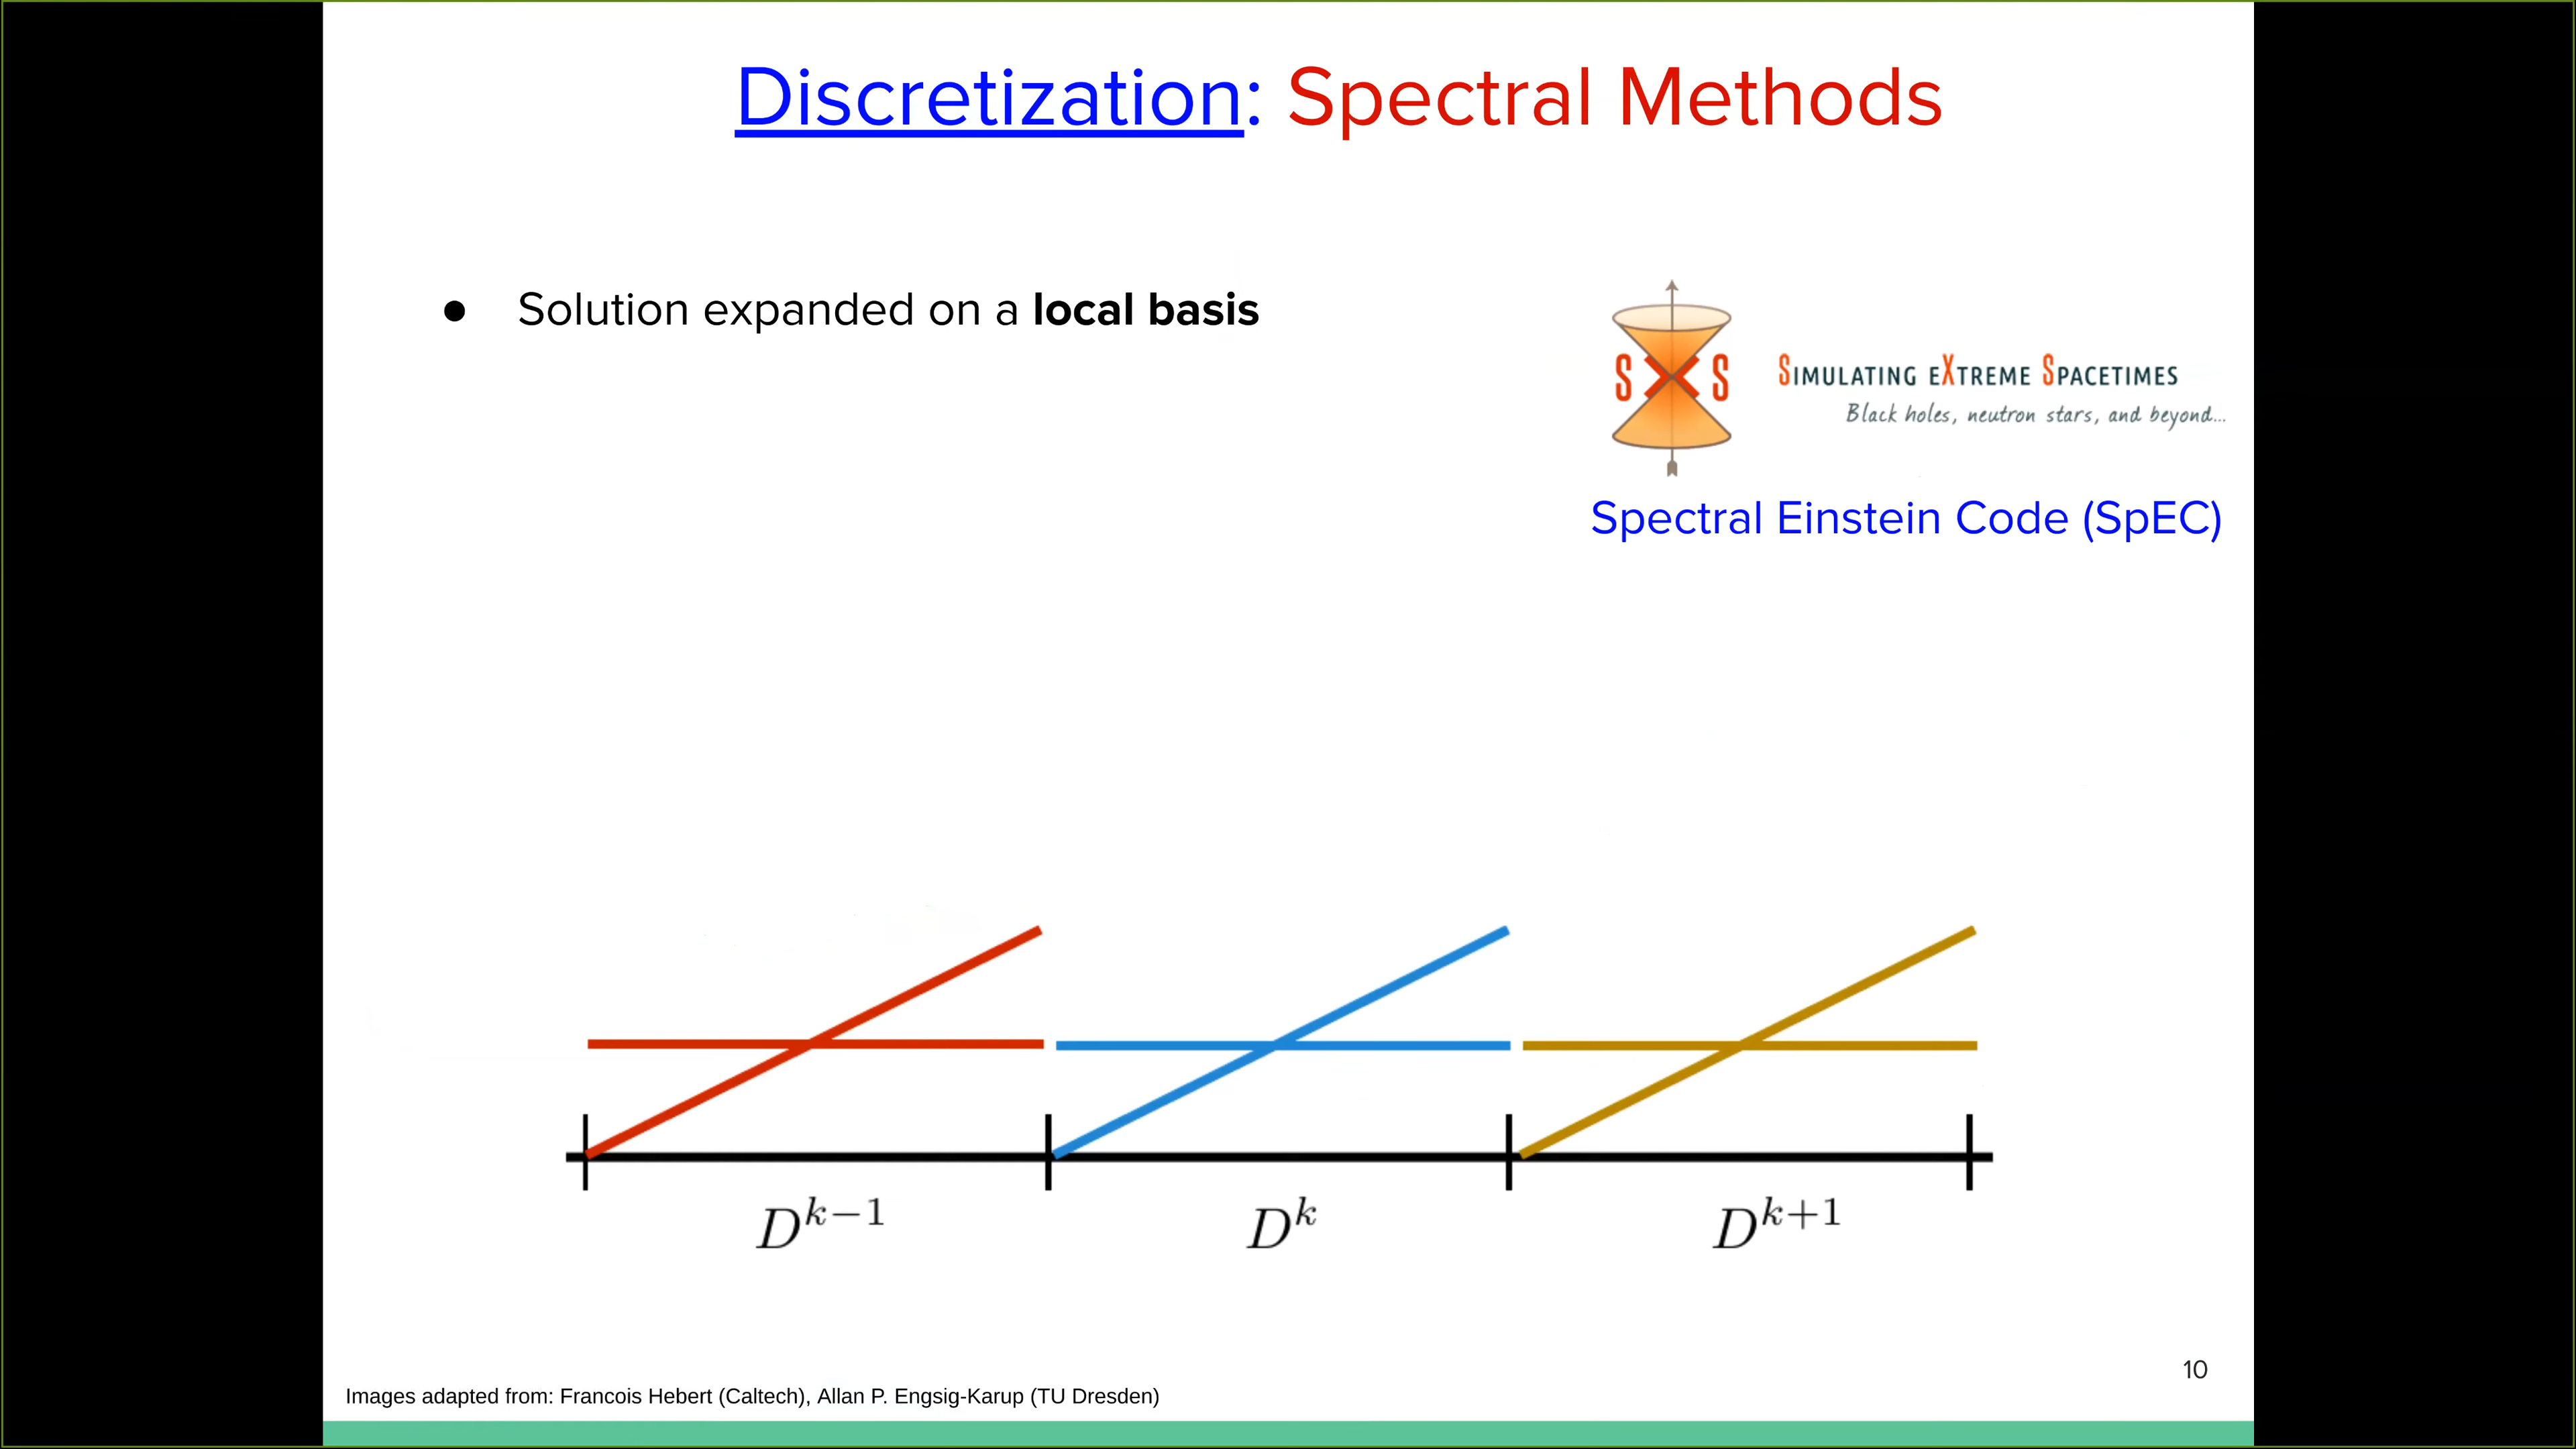 Discretization: Spectral Methods
● Solution expanded on a local basis
S X S
SIMULATING EXTREME SPACETIMES
Black holes, neutron stars, and beyond...
Spectral Einstein Code (SpEC)
D^{k-1}
D^k
D^{k+1}
10
Images adapted from: Francois Hebert (Caltech), Allan P. Engsig-Karup (TU Dresden)